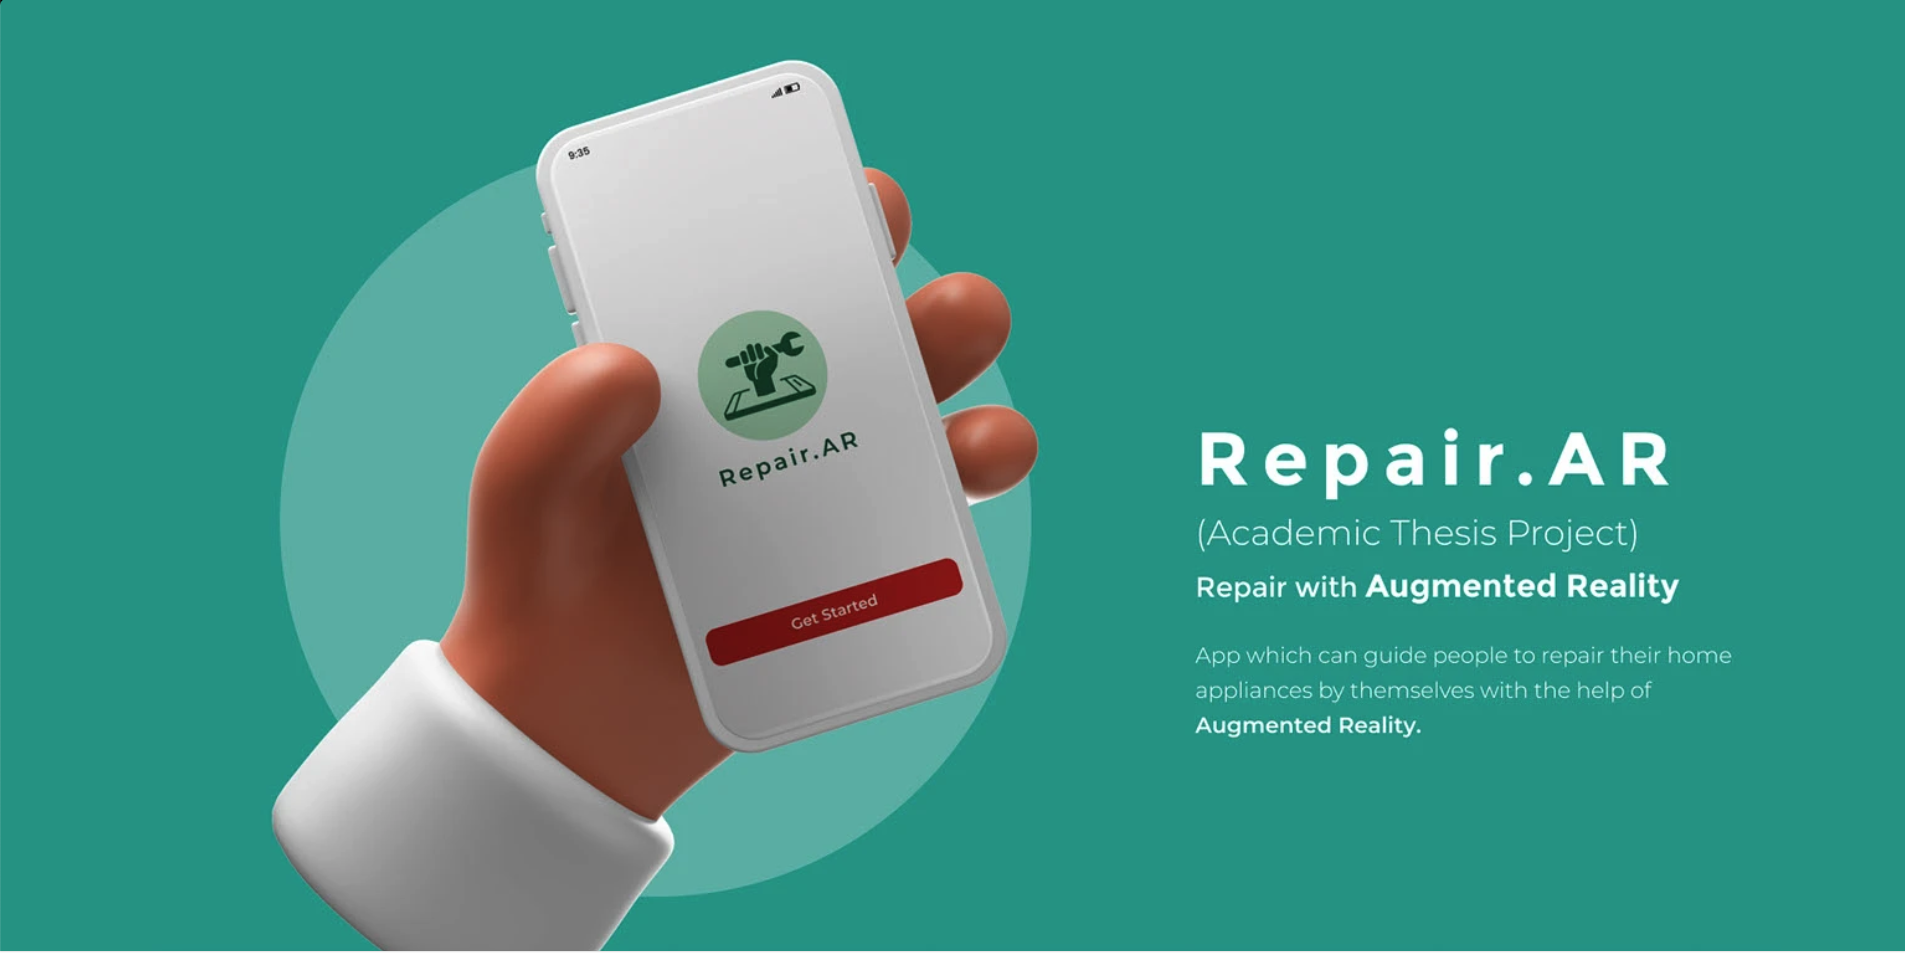 9:35
Repair.AR
Get Started
Repair.AR
(Academic Thesis Project)
Repair with Augmented Reality
App which can guide people to repair their home
appliances by themselves with the help of
Augmented Reality.